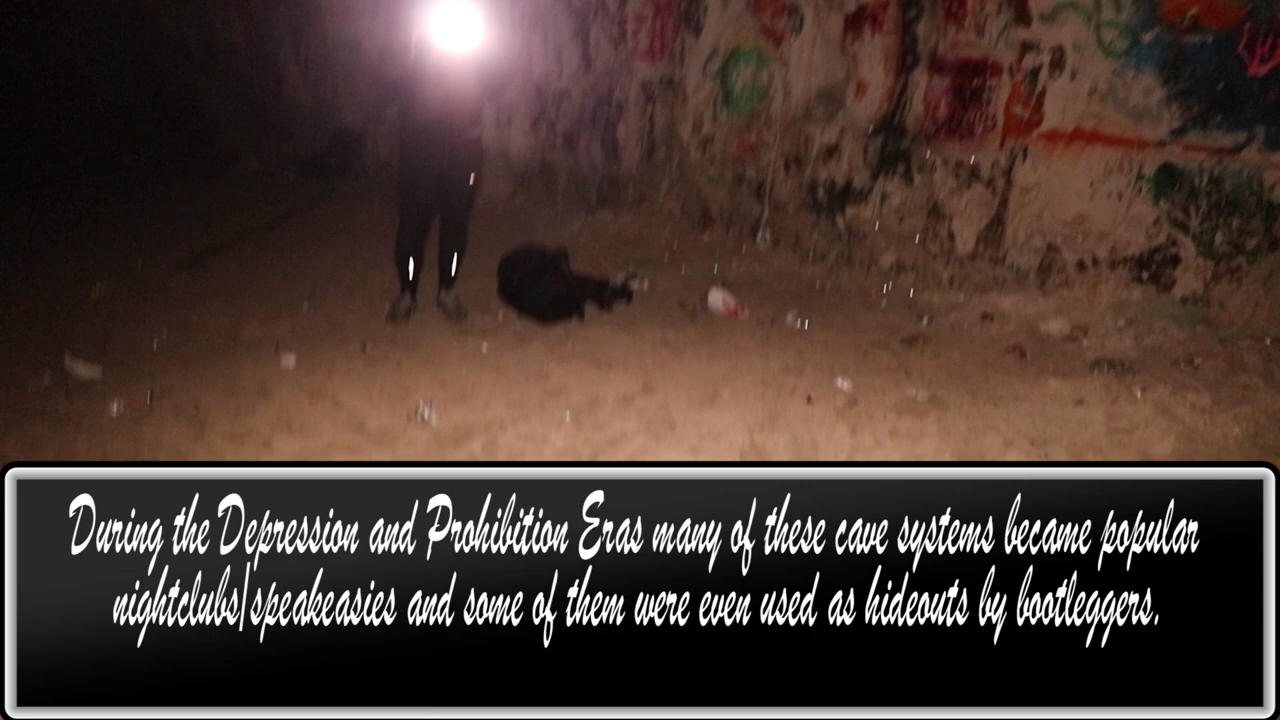 During the Depression and Prohibition Eras many of these cave systems became popular
nightclubs|speakeasies and some of them were even used as hideouts by bootleggers.